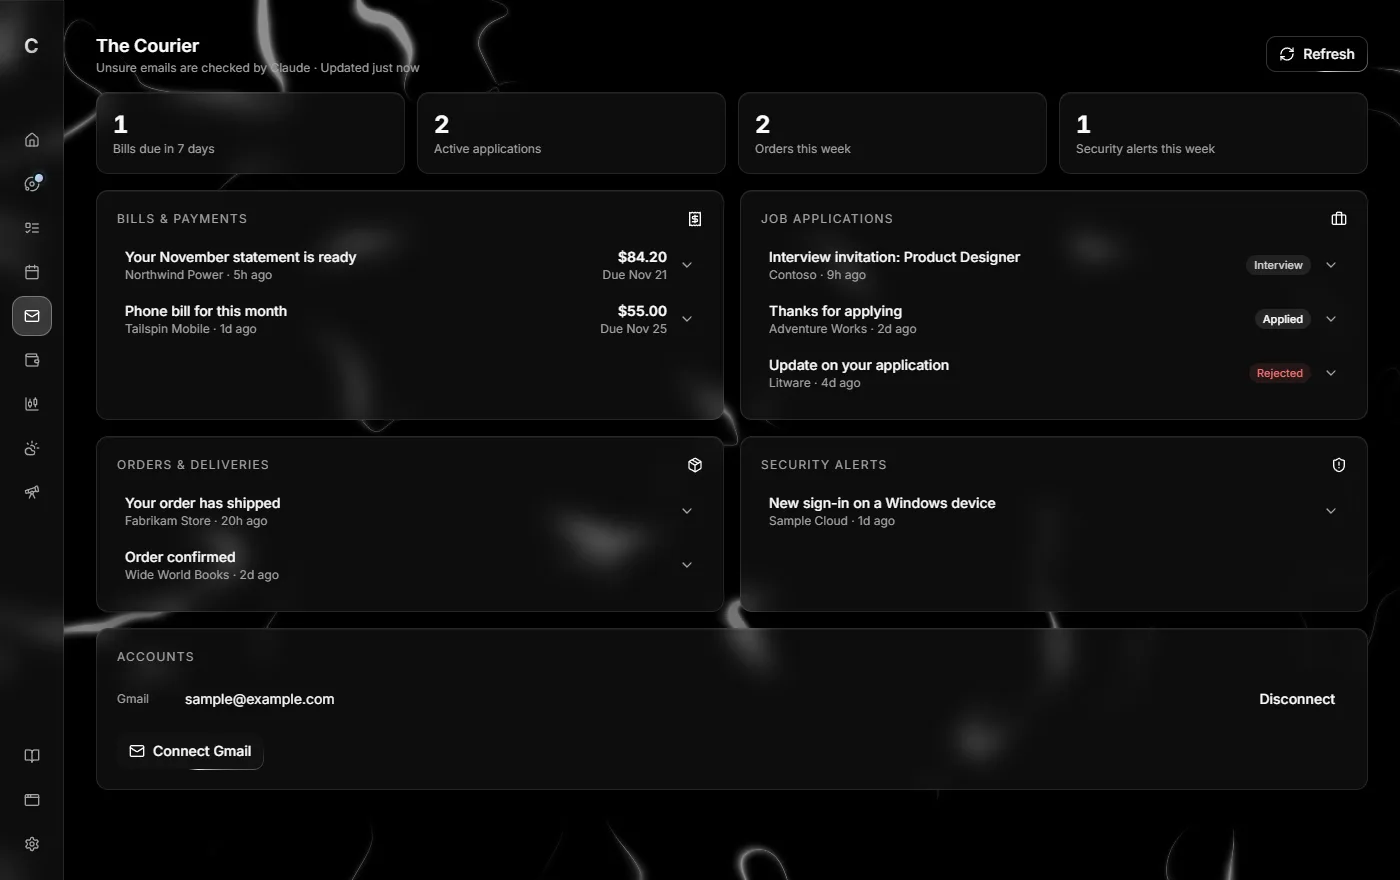 C
The Courier
Unsure emails are checked by Claude · Updated just now
Refresh
1
Bills due in 7 days
2
Active applications
2
Orders this week
1
Security alerts this week
BILLS & PAYMENTS
Your November statement is ready
Northwind Power · 5h ago
$84.20
Due Nov 21
Phone bill for this month
Tailspin Mobile · 1d ago
$55.00
Due Nov 25
JOB APPLICATIONS
Interview invitation: Product Designer
Contoso · 9h ago
Interview
Thanks for applying
Adventure Works · 2d ago
Applied
Update on your application
Litware · 4d ago
Rejected
ORDERS & DELIVERIES
Your order has shipped
Fabrikam Store · 20h ago
Order confirmed
Wide World Books · 2d ago
SECURITY ALERTS
New sign-in on a Windows device
Sample Cloud · 1d ago
ACCOUNTS
Gmail sample@example.com Disconnect
Connect Gmail